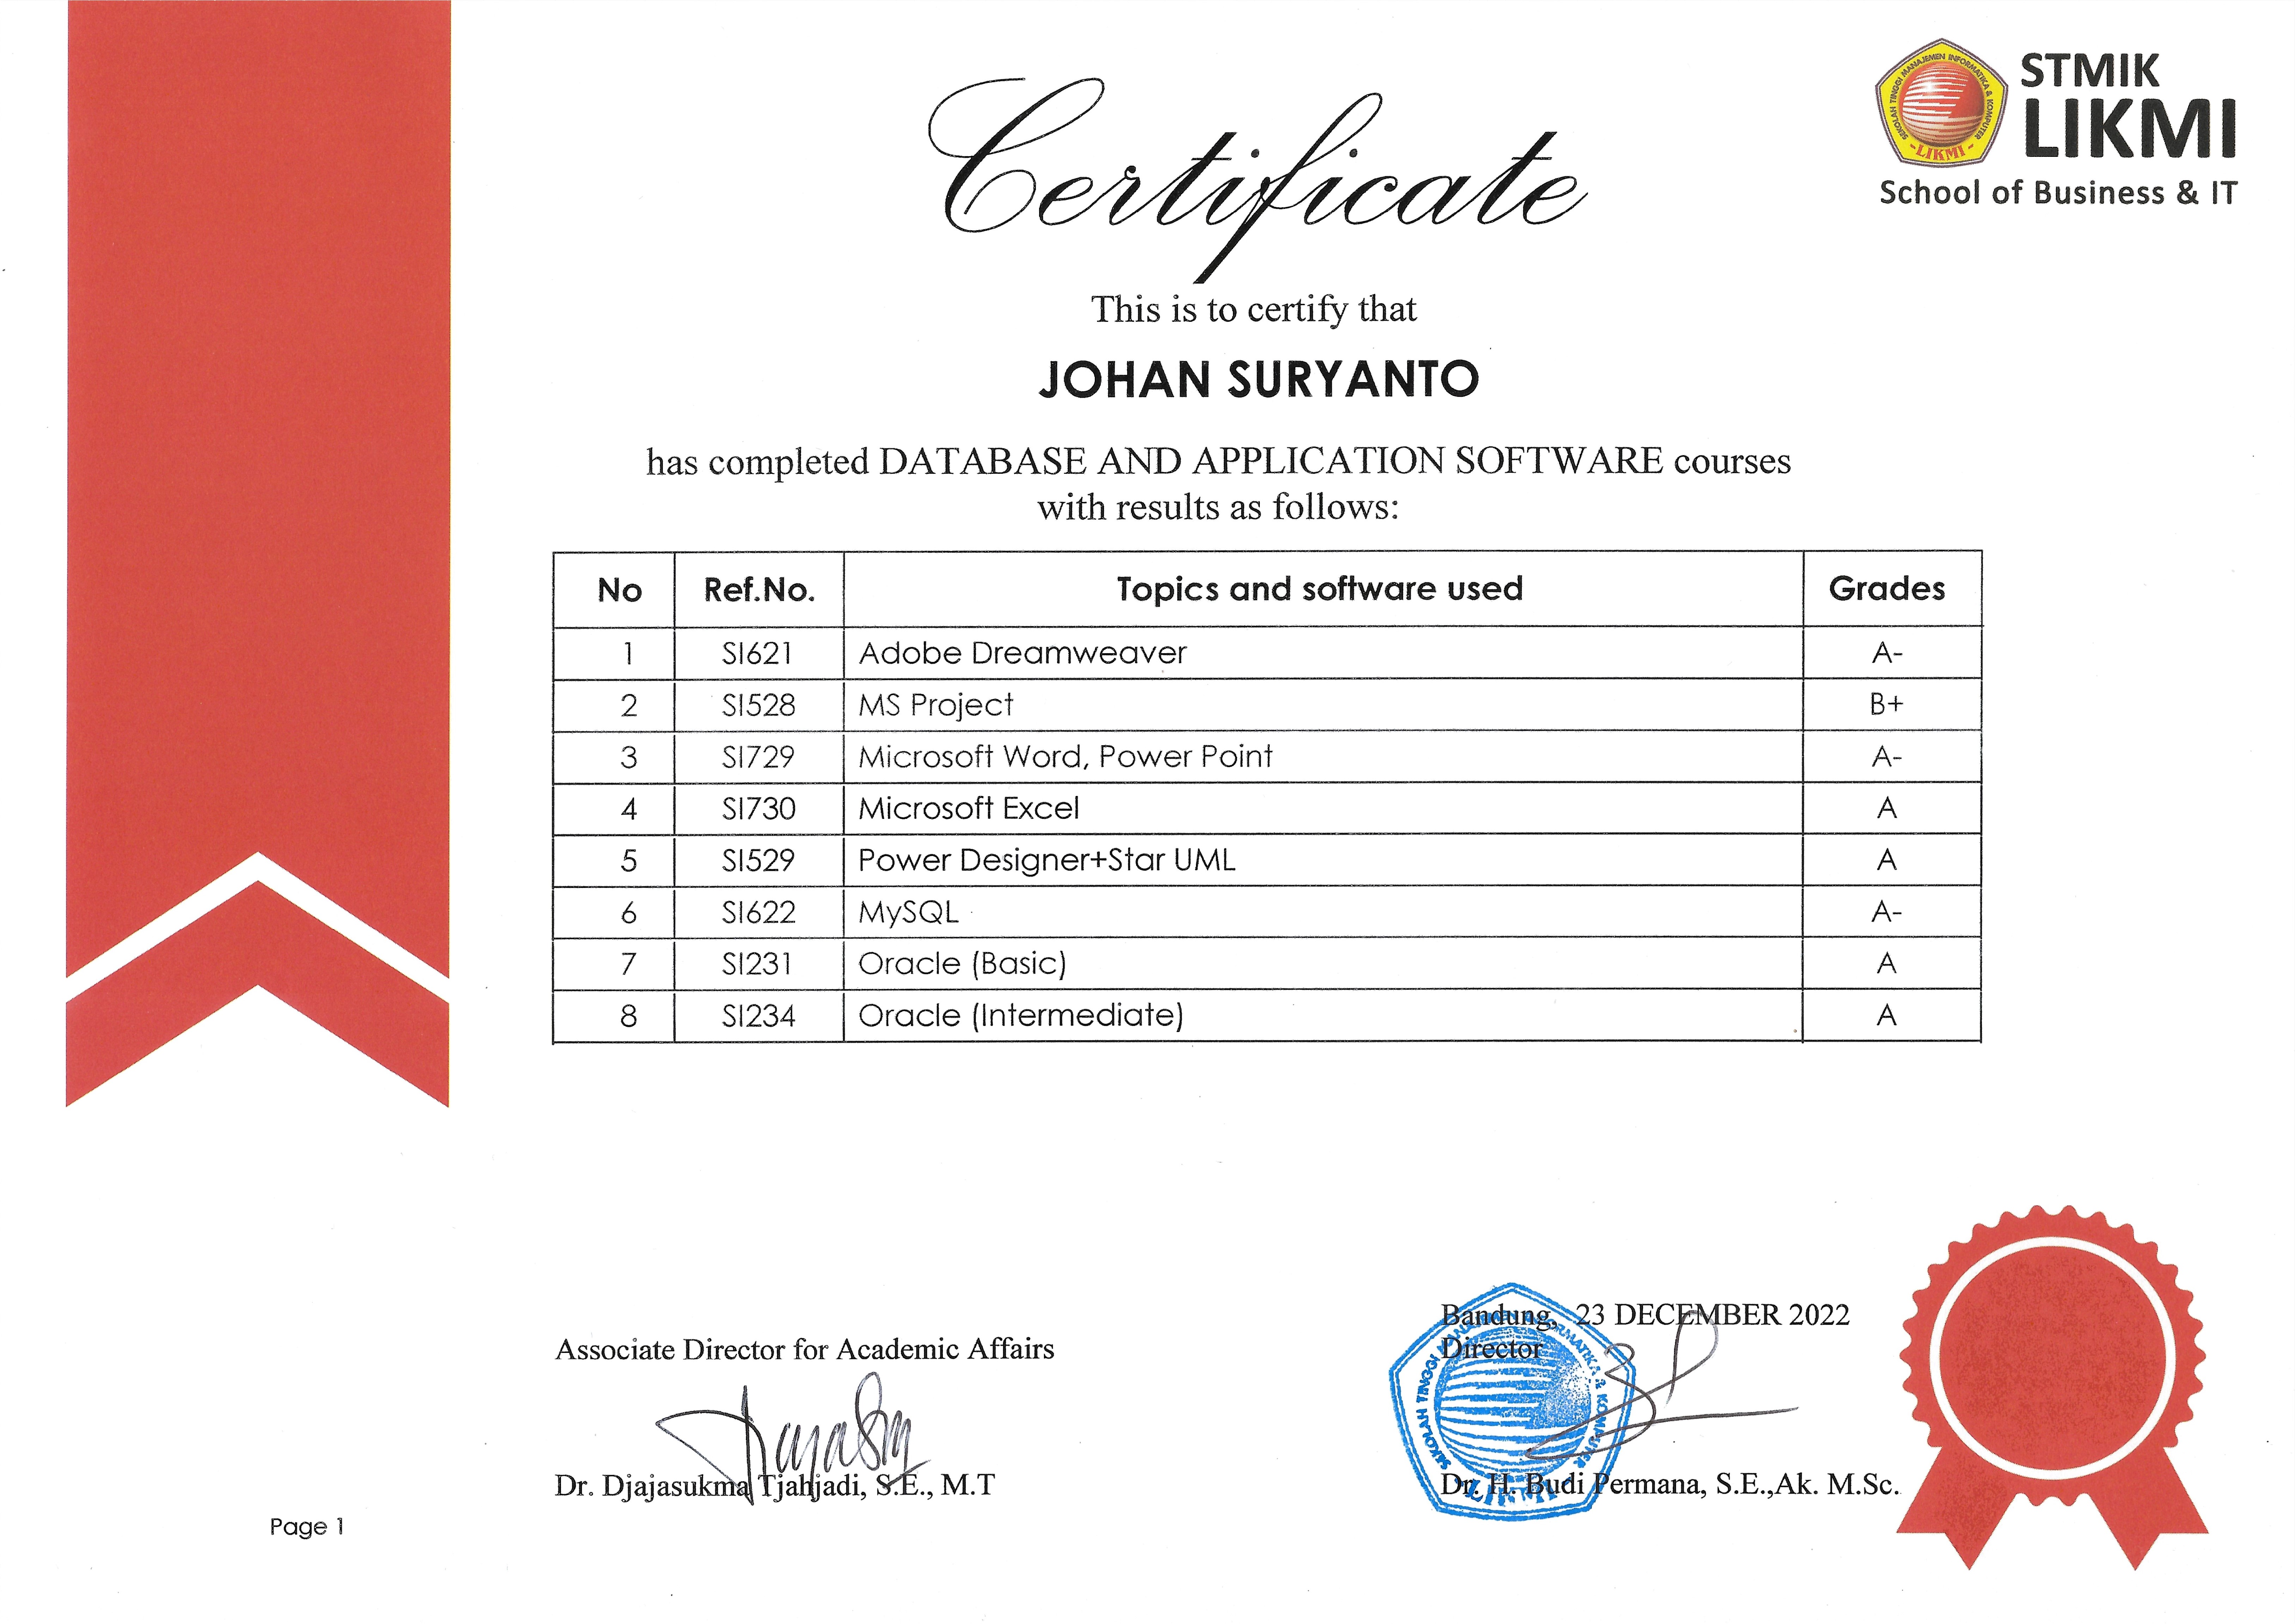 SEKOLAH TINGGI MANAJEMEN INFORMATIKA & KOMPUTER
- LIKMI -
STMIK
LIKMI
School of Business & IT
Certificate
This is to certify that
JOHAN SURYANTO
has completed DATABASE AND APPLICATION SOFTWARE courses
with results as follows:
No Ref.No. Topics and software used Grades
1 SI621 Adobe Dreamweaver A-
2 SI528 MS Project B+
3 SI729 Microsoft Word, Power Point A-
4 SI730 Microsoft Excel A
5 SI529 Power Designer+Star UML A
6 SI622 MySQL A-
7 SI231 Oracle (Basic) A
8 SI234 Oracle (Intermediate) A
Bandung, 23 DECEMBER 2022
Associate Director for Academic Affairs
Director
SEKOLAH TINGGI MANAJEMEN INFORMATIKA & KOMPUTER
LIKMI
Dr. Djajasukma Tjahjadi, S.E., M.T
Dr. H. Budi Permana, S.E.,Ak. M.Sc.
Page 1